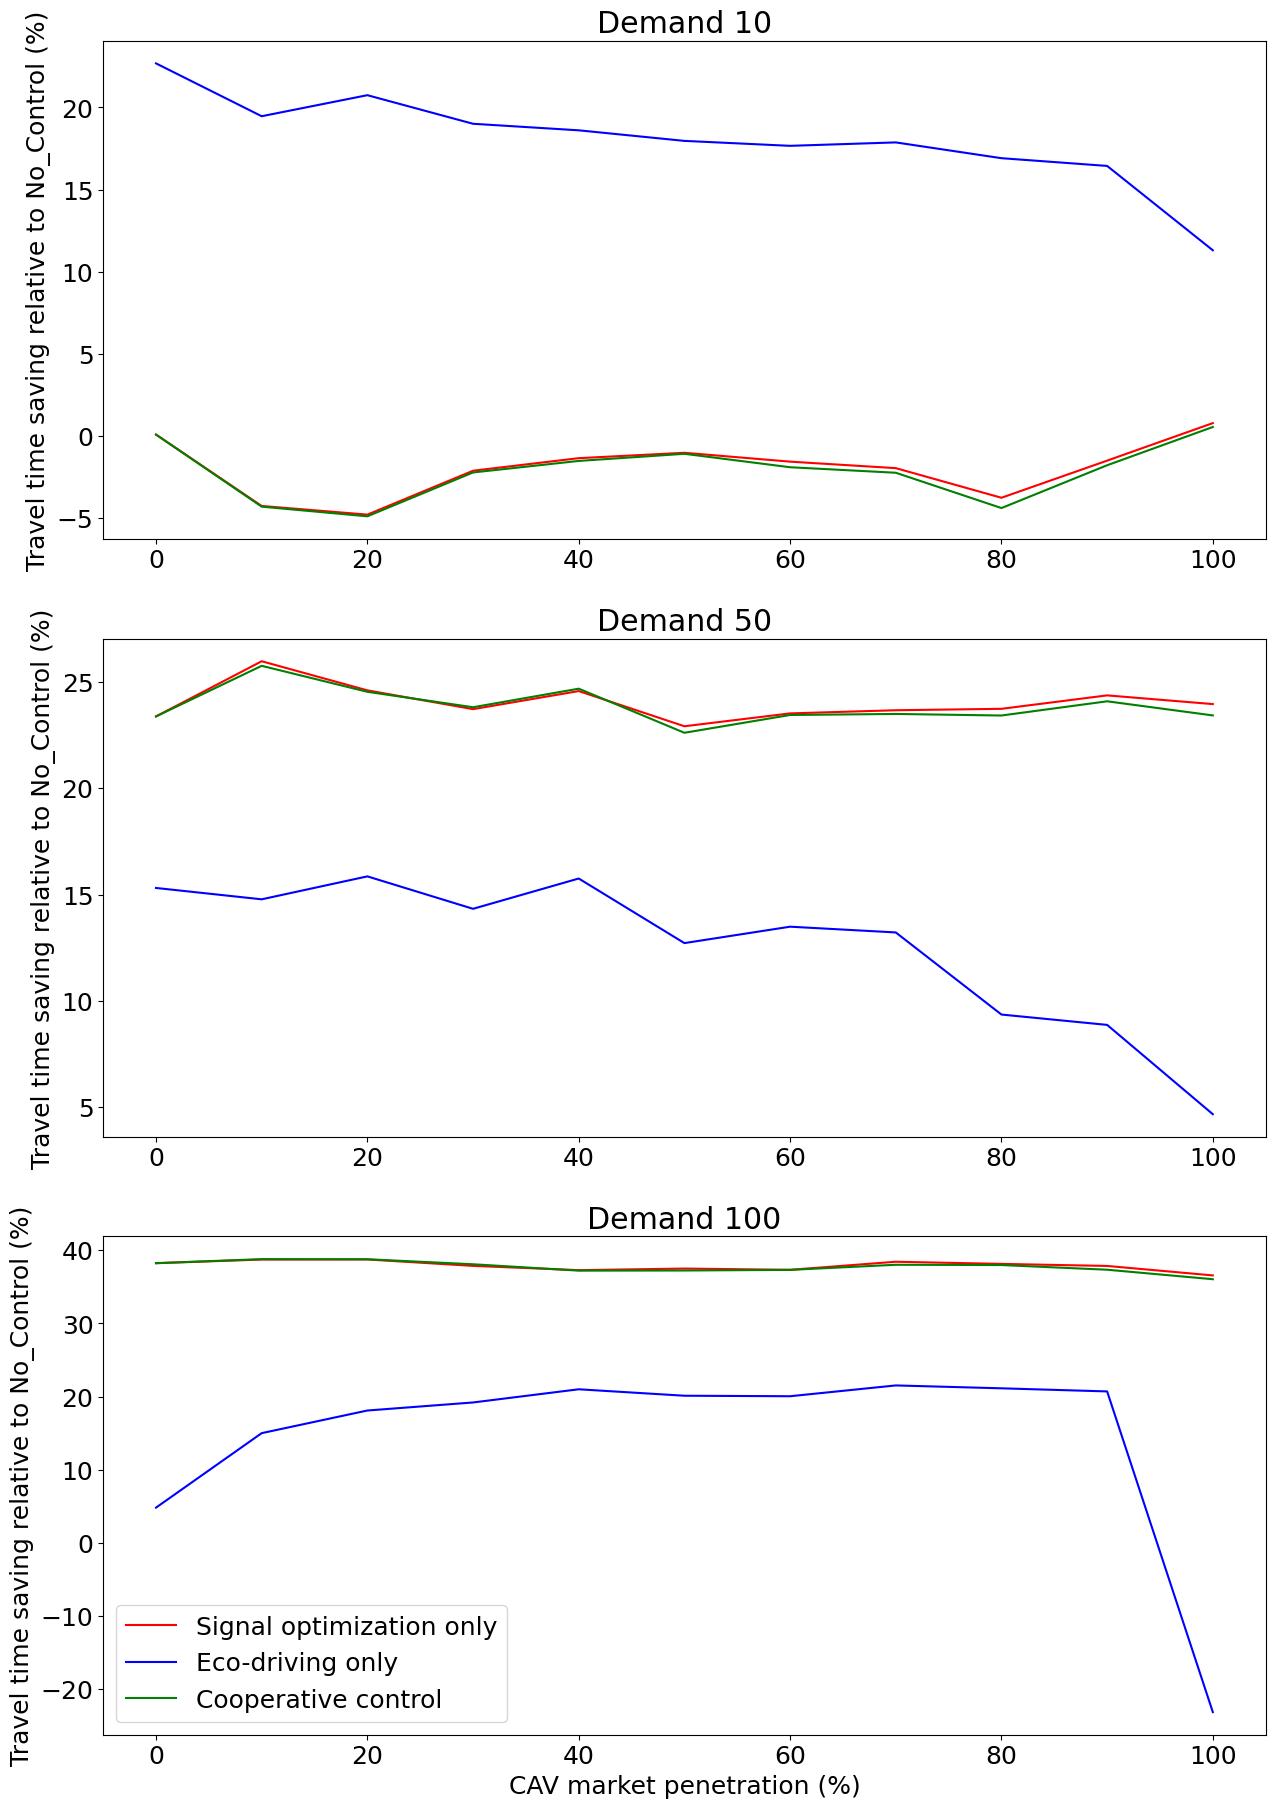 Demand 10
Travel time saving relative to No_Control (%)
20
15
10
5
0
−5
0 20 40 60 80 100
Demand 50
Travel time saving relative to No_Control (%)
25
20
15
10
5
0 20 40 60 80 100
Demand 100
Travel time saving relative to No_Control (%)
40
30
20
10
0
−10
−20
Signal optimization only
Eco-driving only
Cooperative control
0 20 40 60 80 100
CAV market penetration (%)